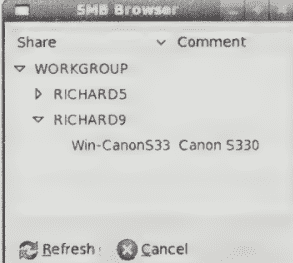 SMB Browser
Share Comment
WORKGROUP
RICHARD5
RICHARD9
Win-CanonS33 Canon S330
Refresh Cancel